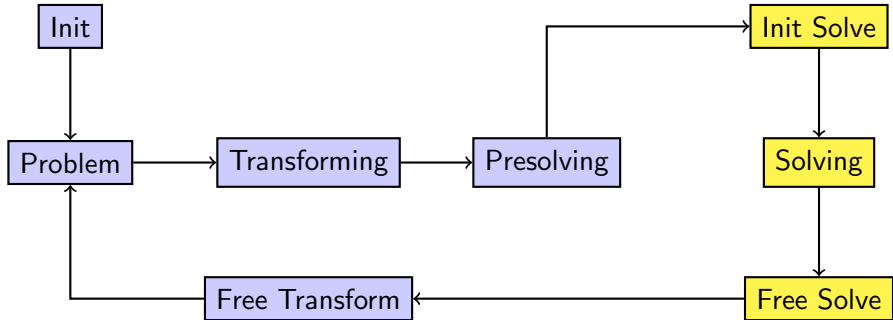 Init
Init Solve
Problem
Transforming
Presolving
Solving
Free Transform
Free Solve